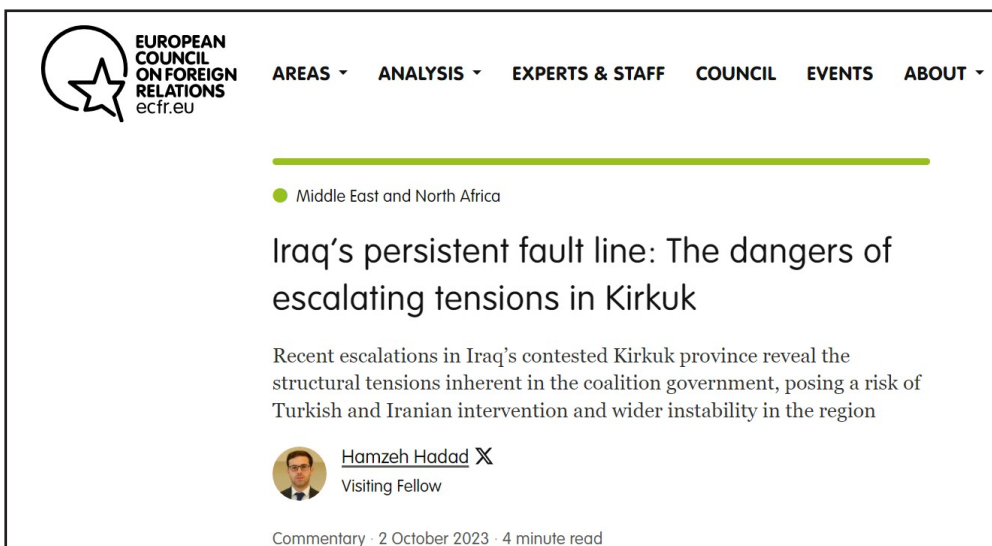 EUROPEAN
COUNCIL
ON FOREIGN
RELATIONS
ecfr.eu
AREAS ANALYSIS EXPERTS & STAFF COUNCIL EVENTS ABOUT
Middle East and North Africa
Iraq’s persistent fault line: The dangers of
escalating tensions in Kirkuk
Recent escalations in Iraq’s contested Kirkuk province reveal the
structural tensions inherent in the coalition government, posing a risk of
Turkish and Iranian intervention and wider instability in the region
Hamzeh Hadad X
Visiting Fellow
Commentary · 2 October 2023 · 4 minute read